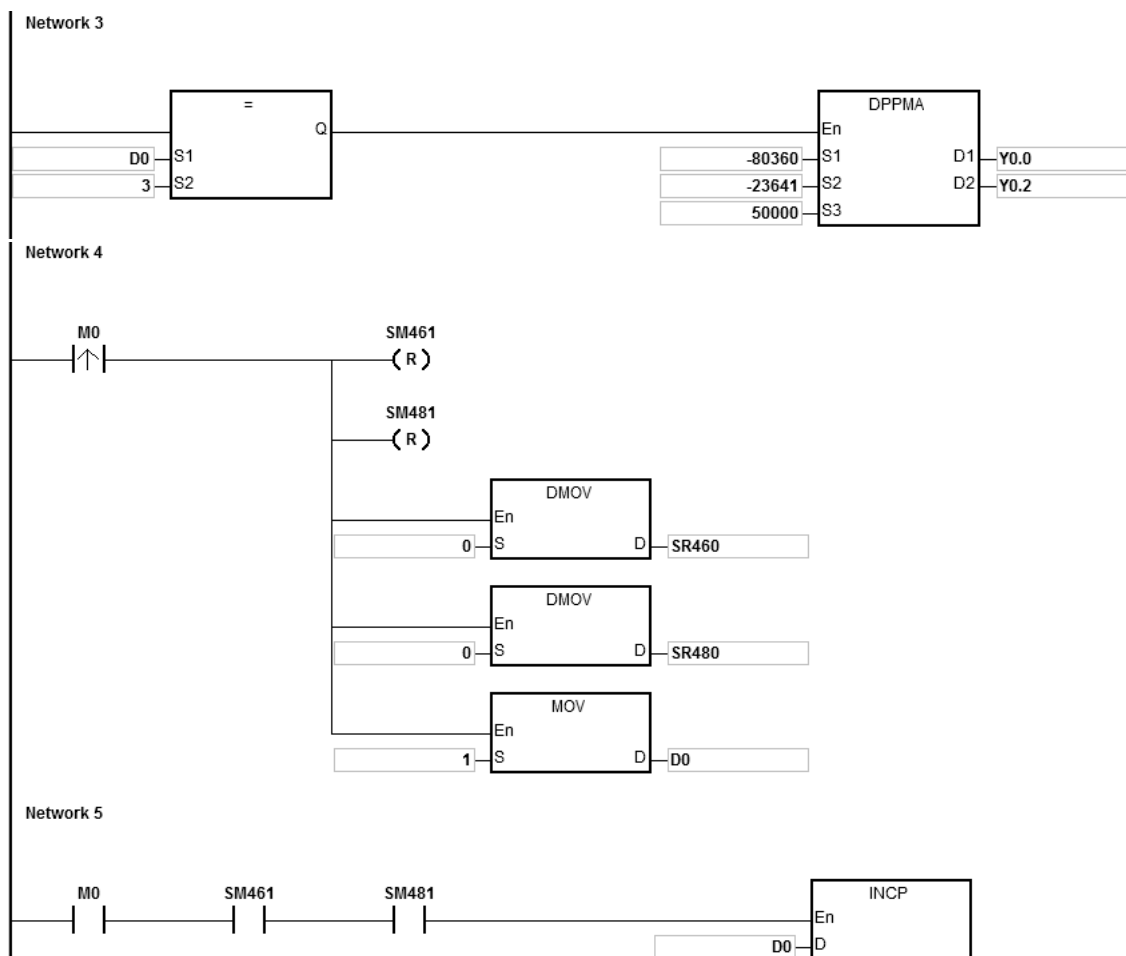 Network 3
= DPPMA
Q En
D0 S1 -80360 S1 D1 Y0.0
3 S2 -23641 S2 D2 Y0.2
50000 S3
Network 4
M0 SM461
R
SM481
R
DMOV
En
0 S D SR460
DMOV
En
0 S D SR480
MOV
En
1 S D D0
Network 5
M0 SM461 SM481 INCP
En
D0 D